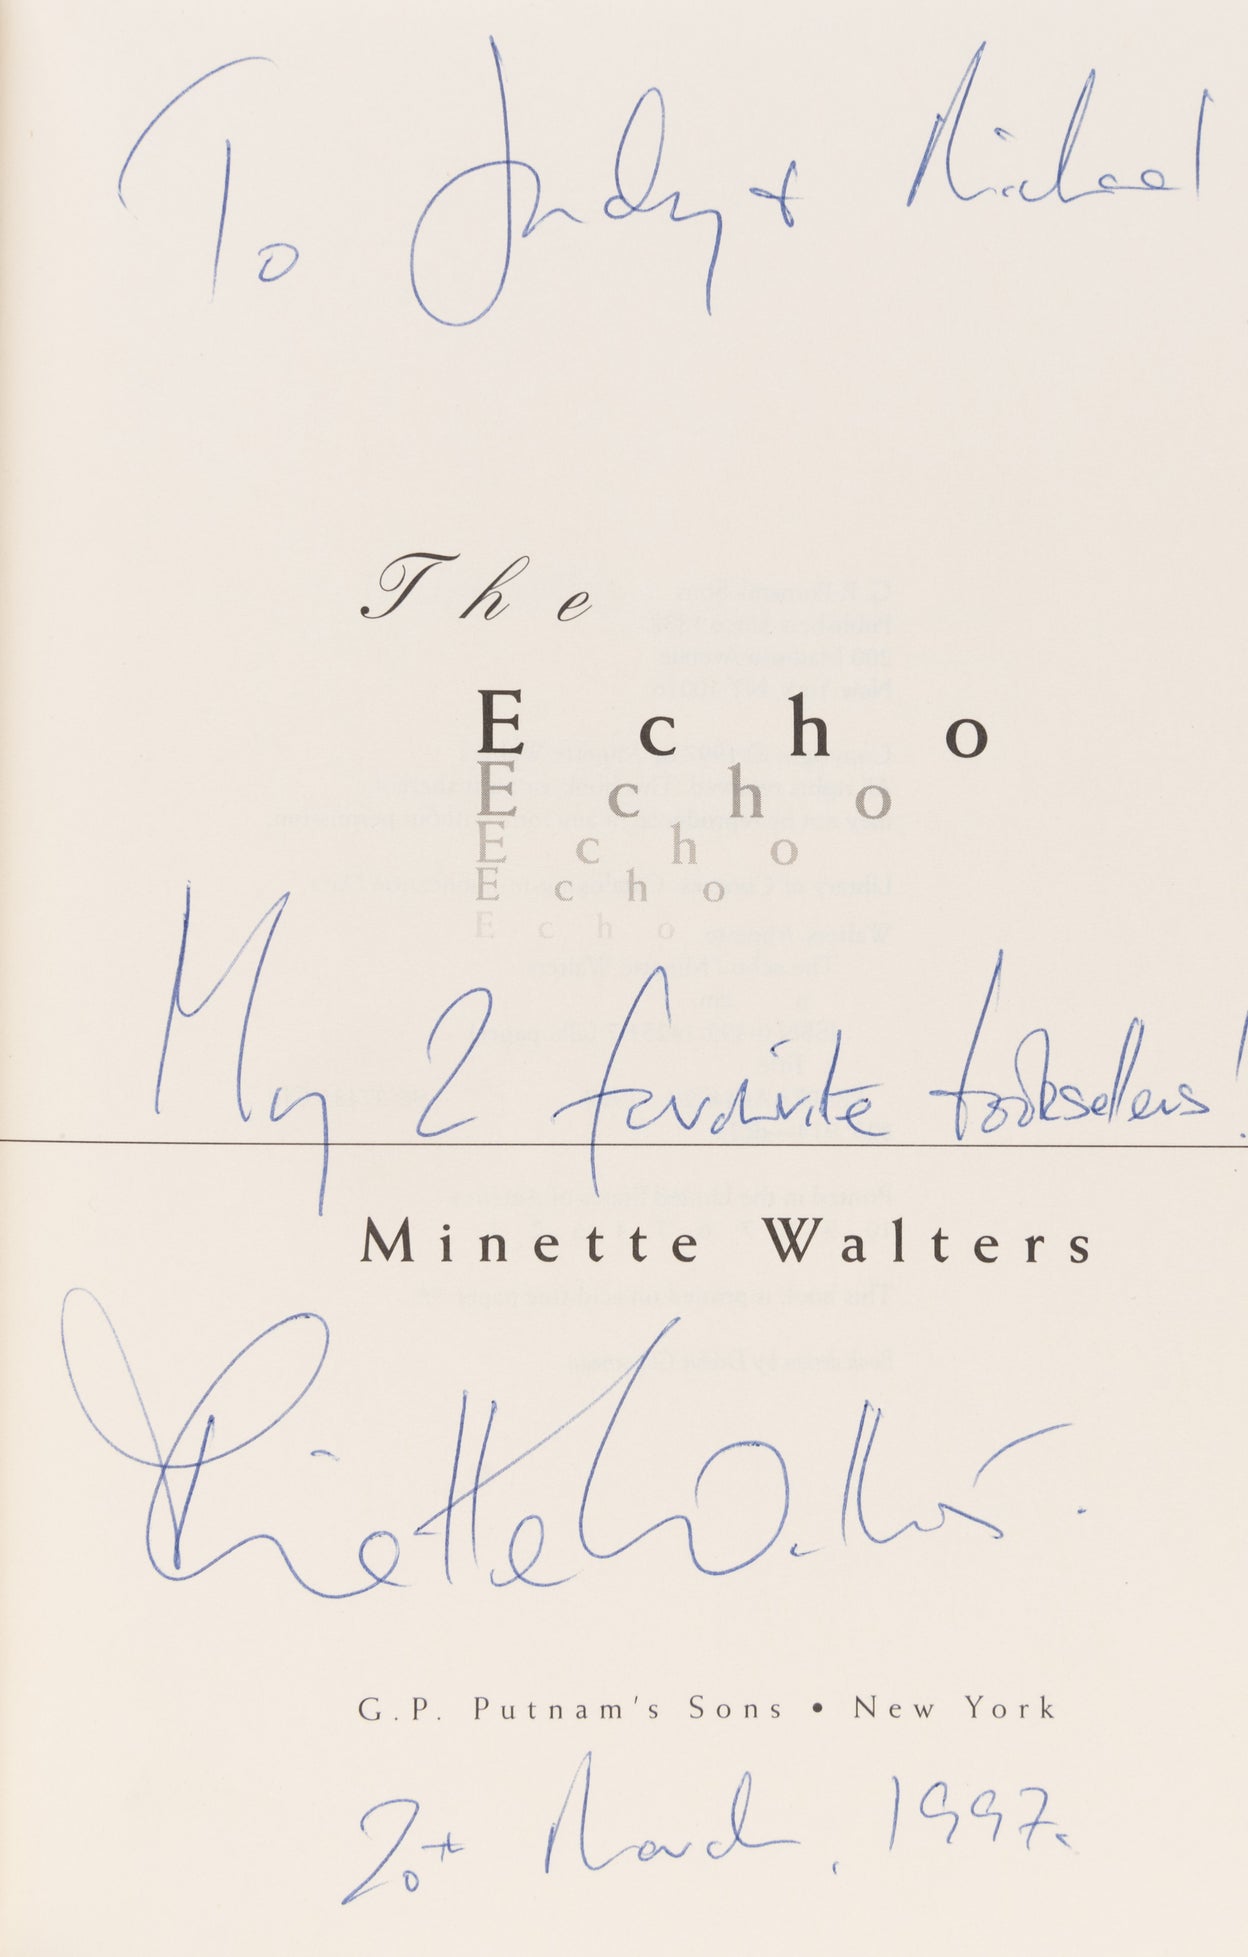 To Judy + Michael
The
Echo
Echo
Echo
Echo
Echo
My 2 favourite booksellers!
Minette Walters
Minette Walters.
G.P. Putnam's Sons • New York
20th March, 1997.